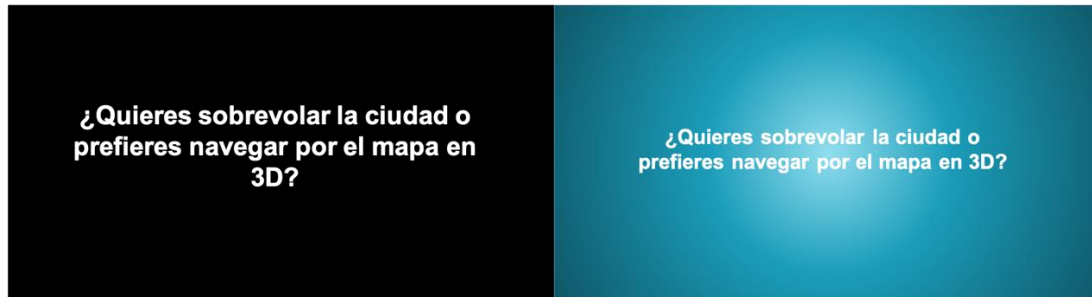 ¿Quieres sobrevolar la ciudad o
prefieres navegar por el mapa en
3D?
¿Quieres sobrevolar la ciudad o
prefieres navegar por el mapa en 3D?